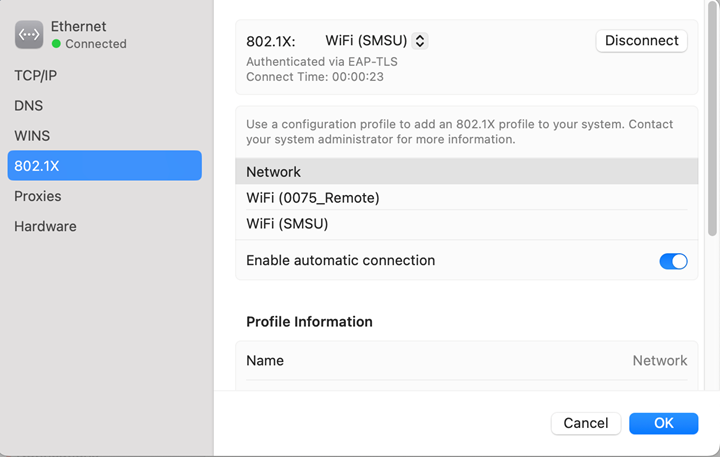 Ethernet
Connected
TCP/IP
DNS
WINS
802.1X
Proxies
Hardware
802.1X: WiFi (SMSU) Disconnect
Authenticated via EAP-TLS
Connect Time: 00:00:23
Use a configuration profile to add an 802.1X profile to your system. Contact
your system administrator for more information.
Network
WiFi (0075_Remote)
WiFi (SMSU)
Enable automatic connection
Profile Information
Name Network
Cancel OK